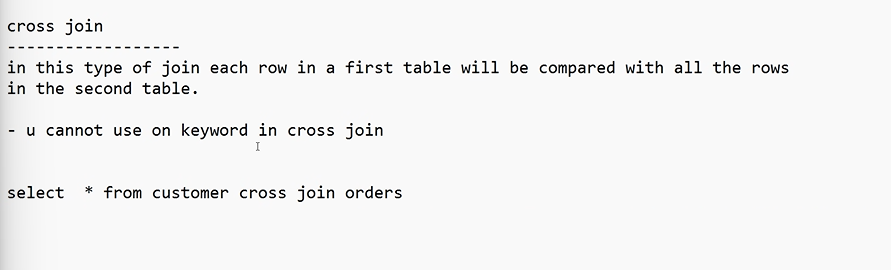 cross join
------------------
in this type of join each row in a first table will be compared with all the rows
in the second table.
- u cannot use on keyword in cross join
select  * from customer cross join orders